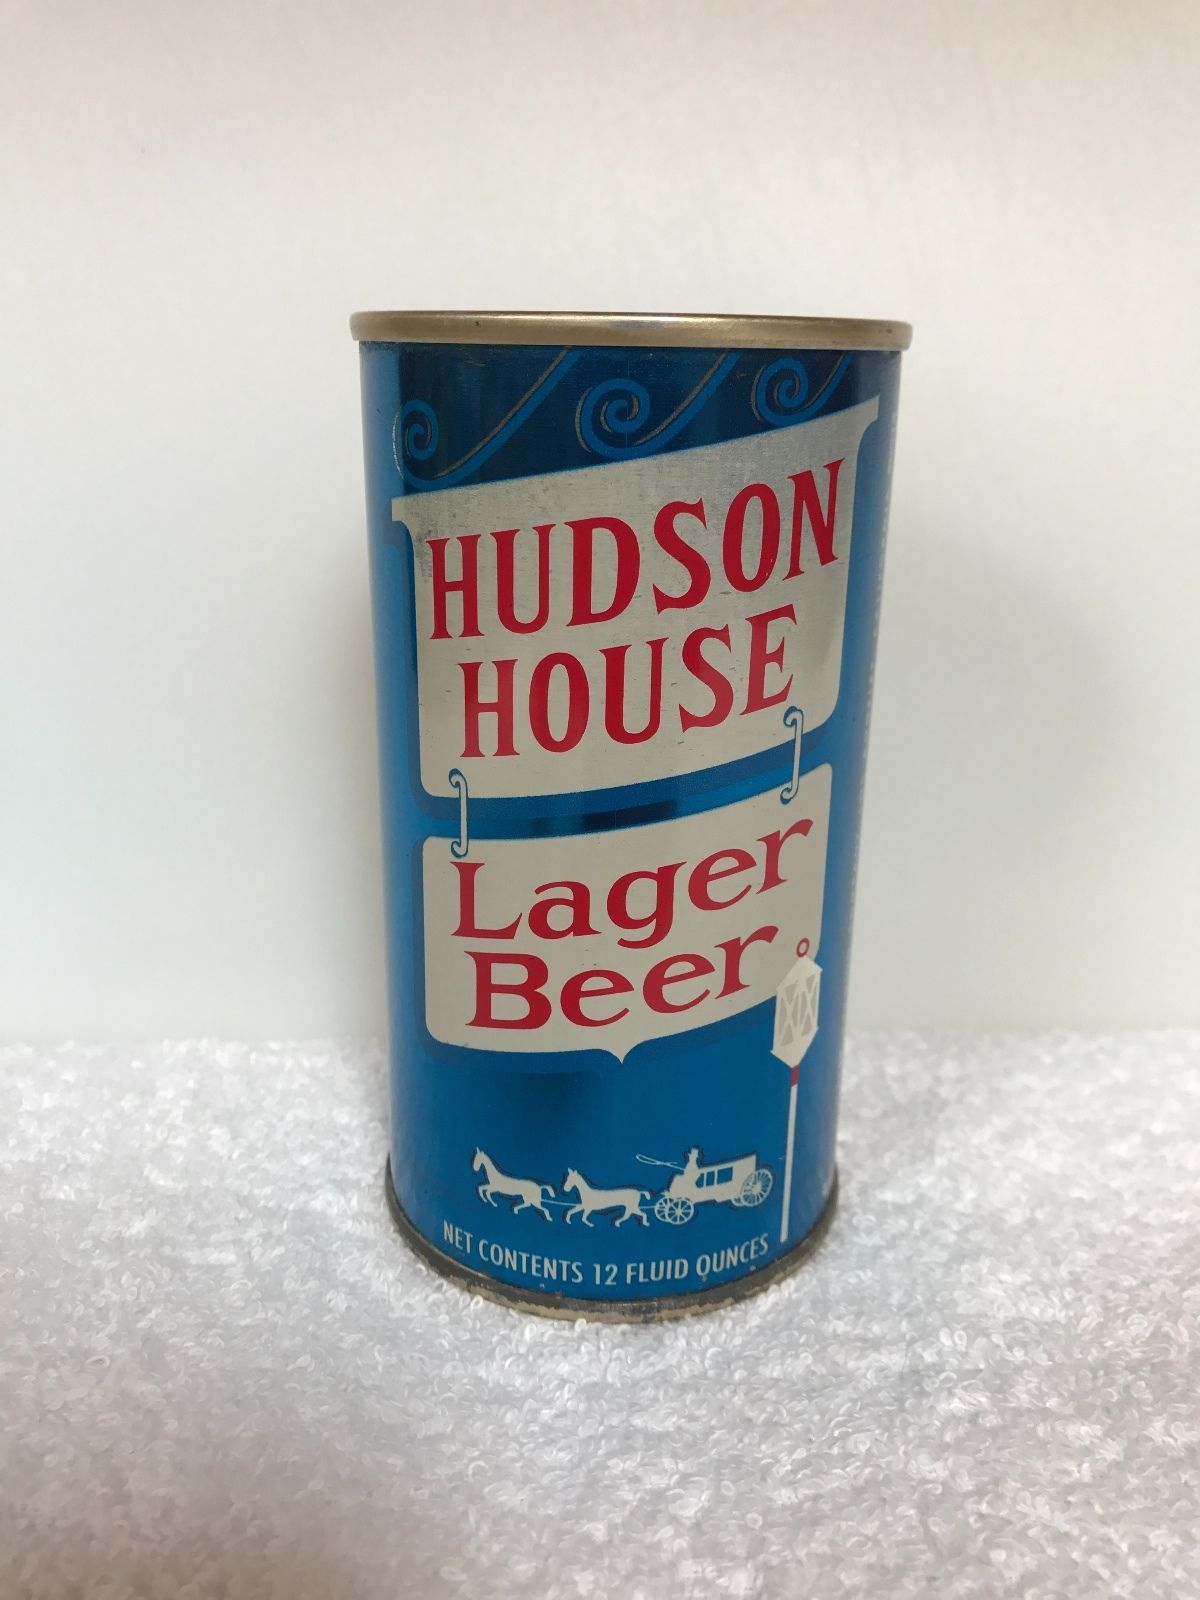 HUDSON
HOUSE
Lager
Beer
NET CONTENTS 12 FLUID OUNCES